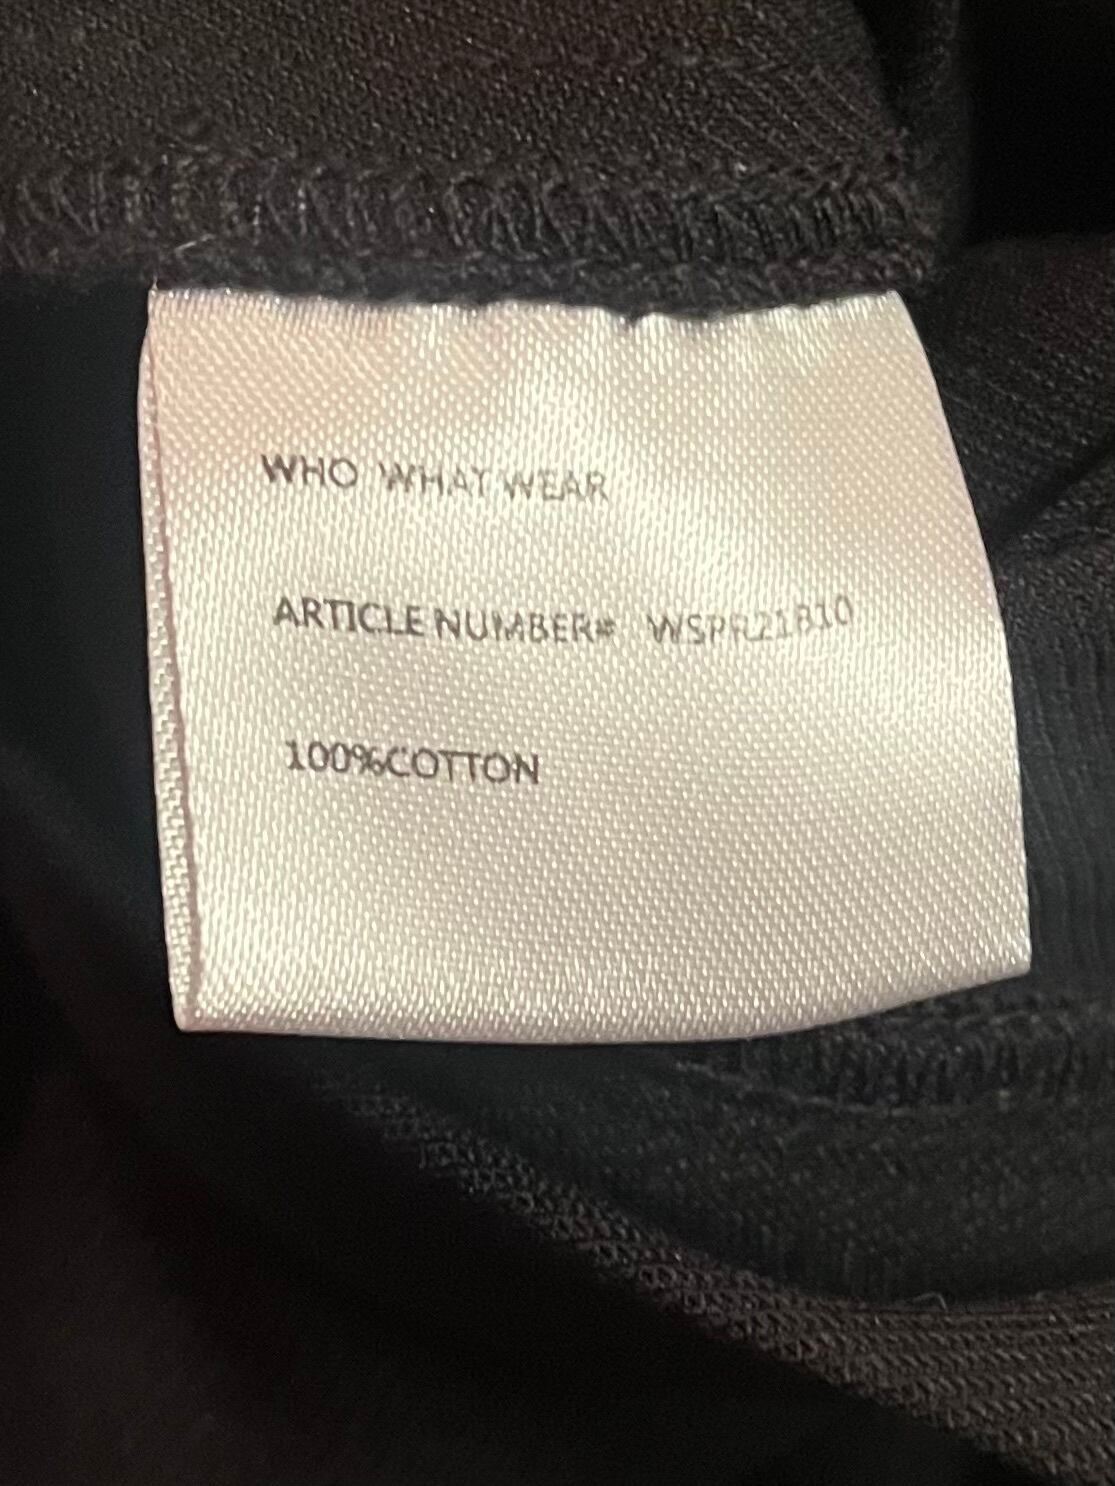 WHO WHAT WEAR
ARTICLE NUMBER# WSPR21810
100%COTTON